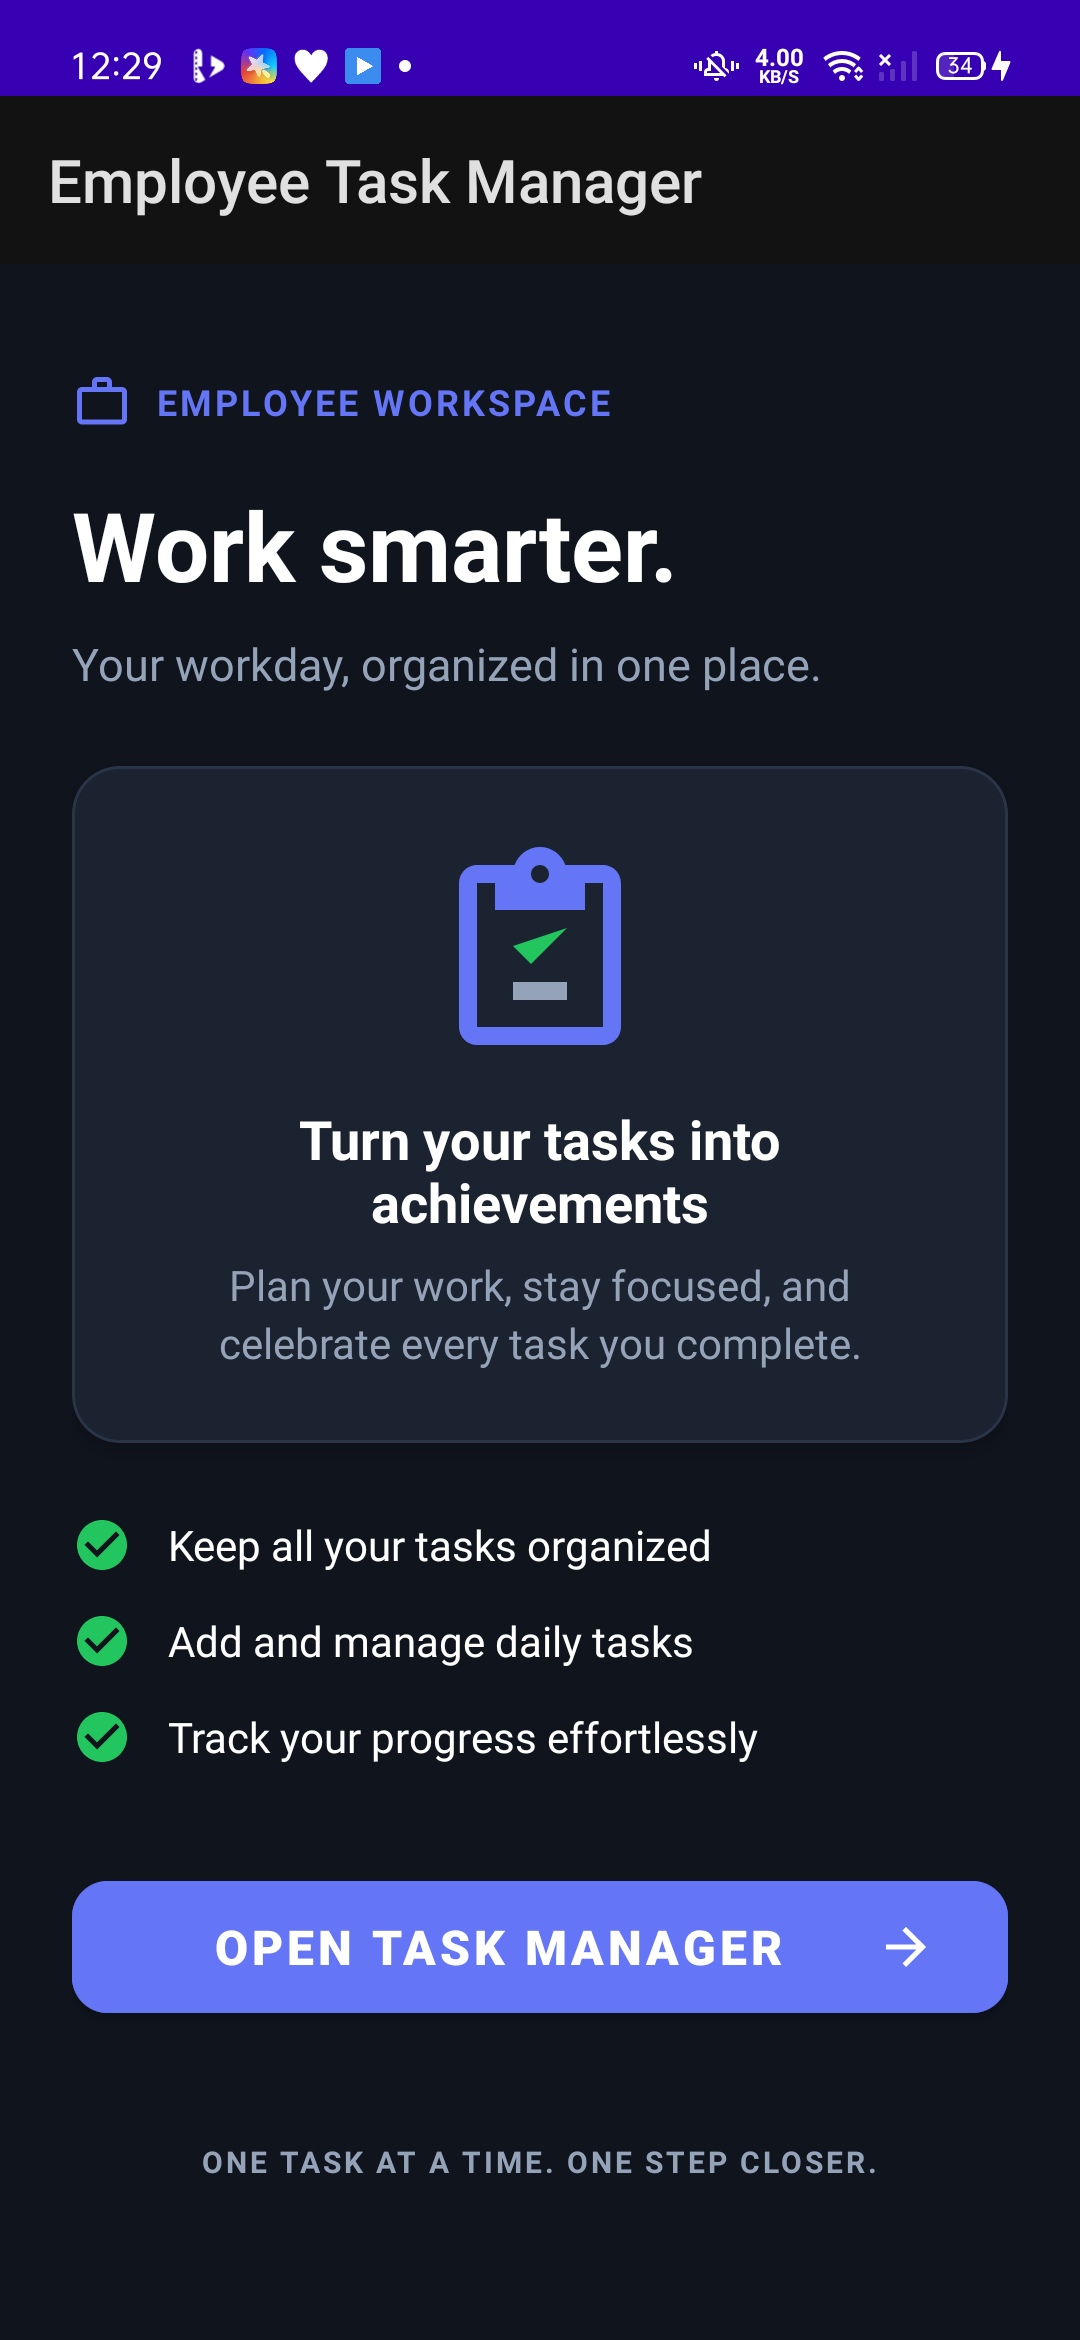 12:29
4.00
KB/S
34
Employee Task Manager
EMPLOYEE WORKSPACE
Work smarter.
Your workday, organized in one place.
Turn your tasks into
achievements
Plan your work, stay focused, and
celebrate every task you complete.
Keep all your tasks organized
Add and manage daily tasks
Track your progress effortlessly
OPEN TASK MANAGER
ONE TASK AT A TIME. ONE STEP CLOSER.